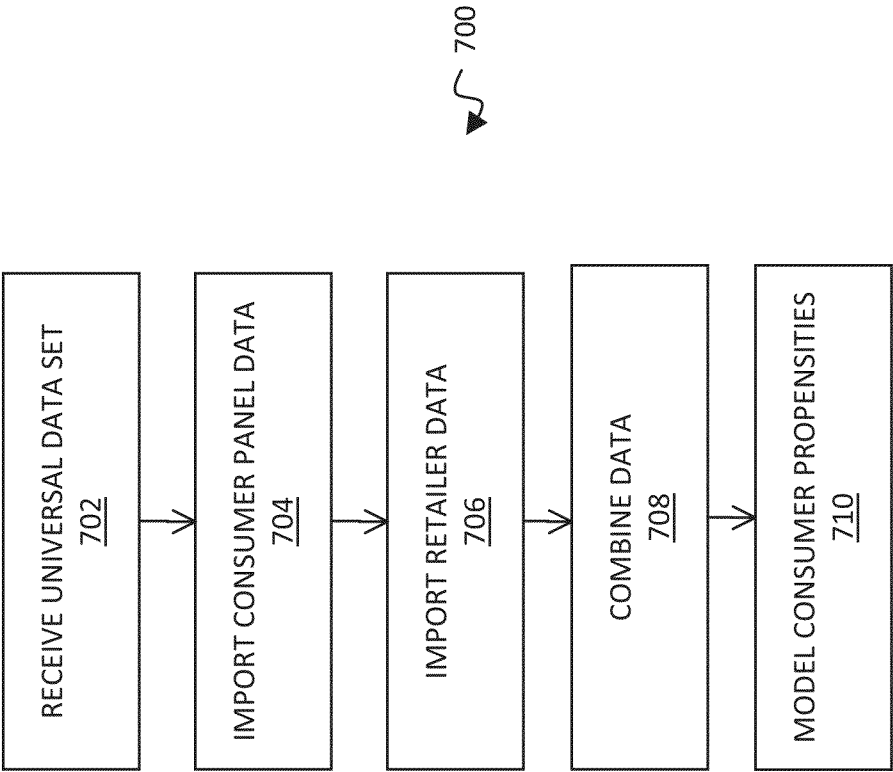 RECEIVE UNIVERSAL DATA SET
702
IMPORT CONSUMER PANEL DATA
704
IMPORT RETAILER DATA
706
COMBINE DATA
708
MODEL CONSUMER PROPENSITIES
710
700